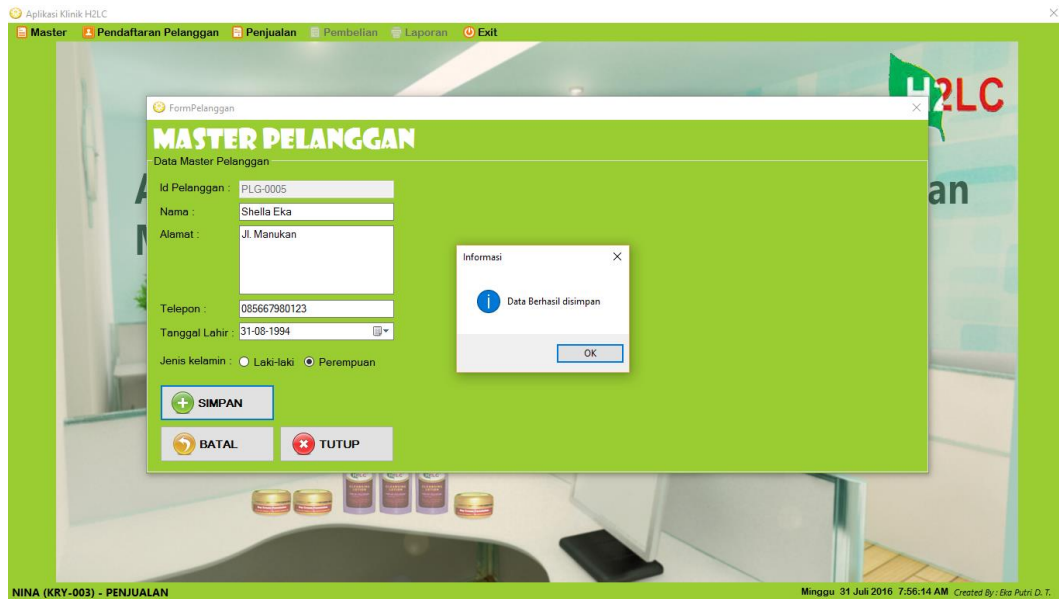 Aplikasi Klinik H2LC
Master Pendaftaran Pelanggan Penjualan Pembelian Laporan Exit
H2LC
FormPelanggan
MASTER PELANGGAN
Data Master Pelanggan
Id Pelanggan : PLG-0005
Nama : Shella Eka
Alamat : Jl. Manukan
Telepon : 085667980123
Tanggal Lahir : 31-08-1994
Jenis kelamin : Laki-laki Perempuan
SIMPAN
BATAL TUTUP
Informasi
Data Berhasil disimpan
OK
an
NINA (KRY-003) - PENJUALAN
Minggu 31 Juli 2016 7:56:14 AM Created By : Eka Putri D. T.